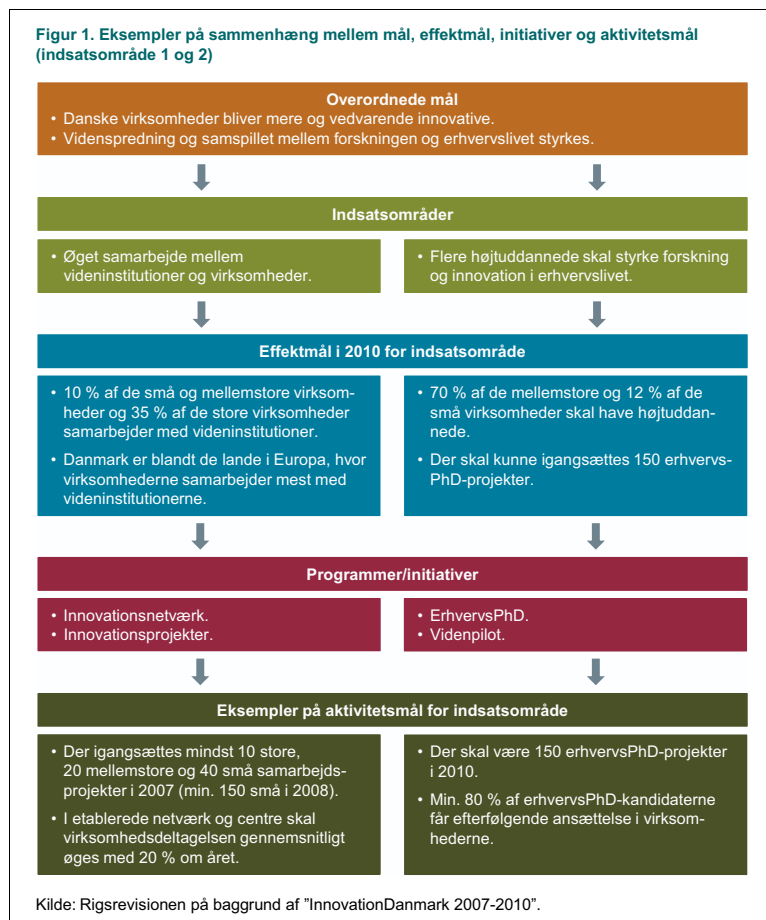 Figur 1. Eksempler på sammenhæng mellem mål, effektmål, initiativer og aktivitetsmål
(indsatsområde 1 og 2)
Overordnede mål
• Danske virksomheder bliver mere og vedvarende innovative.
• Videnspredning og samspillet mellem forskningen og erhvervslivet styrkes.
Indsatsområder
• Øget samarbejde mellem
videninstitutioner og virksomheder.
• Flere højtuddannede skal styrke forskning
og innovation i erhvervslivet.
Effektmål i 2010 for indsatsområde
• 10 % af de små og mellemstore virksom-
heder og 35 % af de store virksomheder
samarbejder med videninstitutioner.
• Danmark er blandt de lande i Europa, hvor
virksomhederne samarbejder mest med
videninstitutionerne.
• 70 % af de mellemstore og 12 % af de
små virksomheder skal have højtuddan-
nede.
• Der skal kunne igangsættes 150 erhvervs-
PhD-projekter.
Programmer/initiativer
• Innovationsnetværk.
• Innovationsprojekter.
• ErhvervsPhD.
• Videnpilot.
Eksempler på aktivitetsmål for indsatsområde
• Der igangsættes mindst 10 store,
20 mellemstore og 40 små samarbejds-
projekter i 2007 (min. 150 små i 2008).
• I etablerede netværk og centre skal
virksomhedsdeltagelsen gennemsnitligt
øges med 20 % om året.
• Der skal være 150 erhvervsPhD-projekter
i 2010.
• Min. 80 % af erhvervsPhD-kandidaterne
får efterfølgende ansættelse i virksom-
hederne.
Kilde: Rigsrevisionen på baggrund af ”InnovationDanmark 2007-2010”.